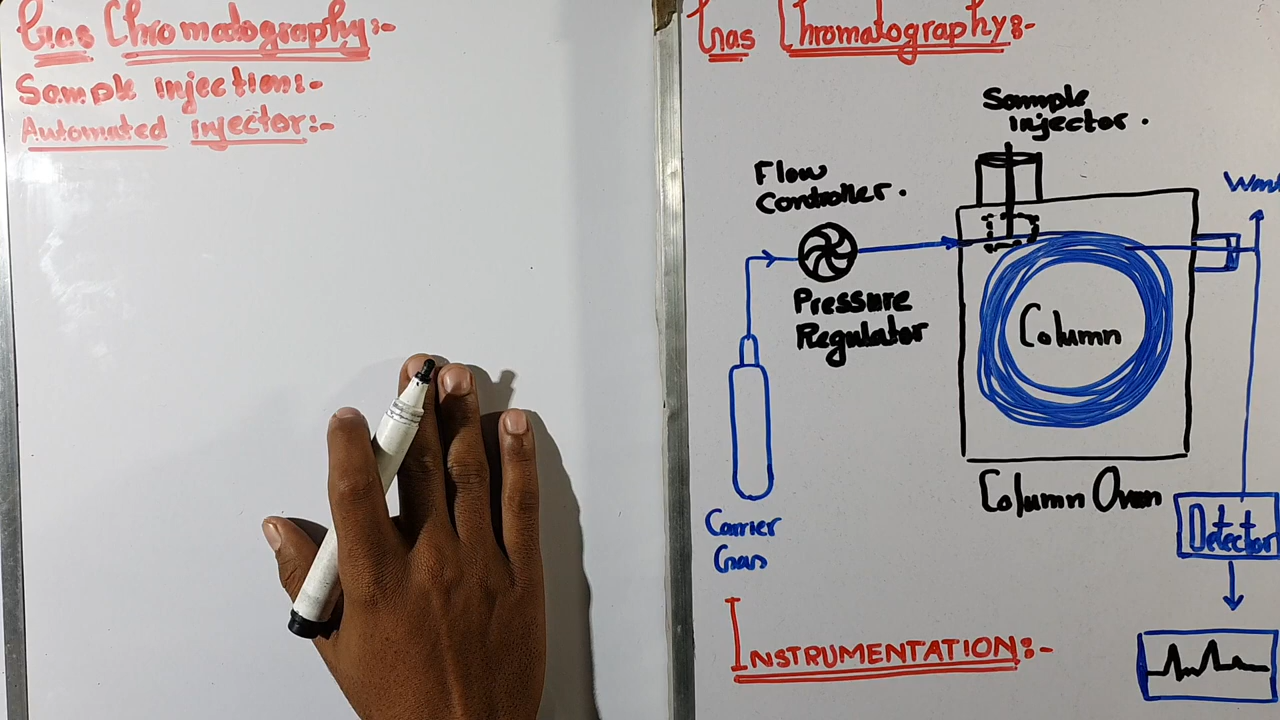 Gas Chromatography:-
Sample injection:-
Automated injector:-
Gas Chromatography:-
Sample
injector.
Flow
Controller.
Pressure
Regulator
Column
Column Oven
Carrier
Gas
Detector
INSTRUMENTATION:-